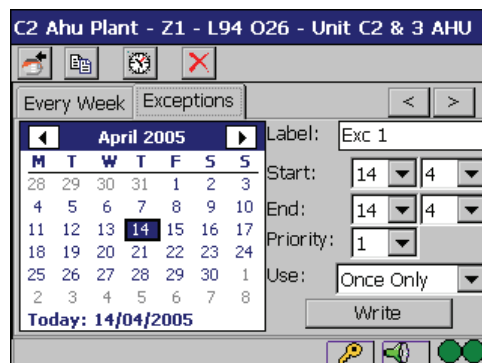 C2 Ahu Plant - Z1 - L94 O26 - Unit C2 & 3 AHU
Every Week Exceptions < >
April 2005
M T W T F S S
28 29 30 31 1 2 3
4 5 6 7 8 9 10
11 12 13 14 15 16 17
18 19 20 21 22 23 24
25 26 27 28 29 30 1
2 3 4 5 6 7 8
Today: 14/04/2005
Label: Exc 1
Start: 14 4
End: 14 4
Priority: 1
Use: Once Only
Write